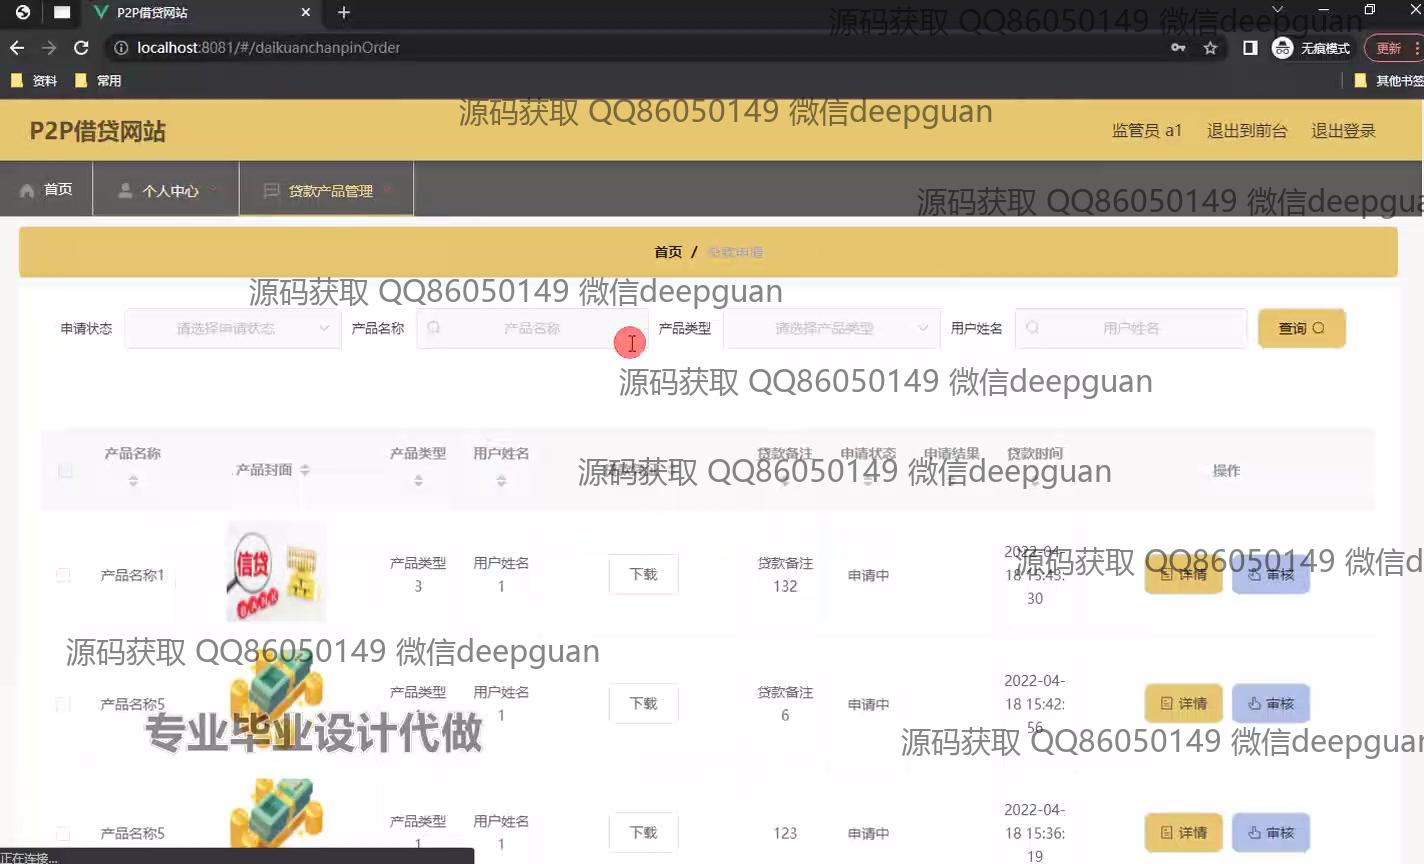 P2P借贷网站
localhost:8081/#/daikuanchanpinOrder
无痕模式
更新
资料
常用
其他书签
源码获取 QQ86050149 微信deepguan
P2P借贷网站
源码获取 QQ86050149 微信deepguan
监管员 a1
退出到前台
退出登录
首页
个人中心
贷款产品管理
源码获取 QQ86050149 微信deepgua
首页 / 贷款申请
源码获取 QQ86050149 微信deepguan
申请状态
请选择申请状态
产品名称
产品名称
产品类型
请选择产品类型
用户姓名
用户姓名
查询
源码获取 QQ86050149 微信deepguan
产品名称
产品封面
产品类型
用户姓名
贷款备注
申请状态
申请结果
贷款时间
操作
源码获取 QQ86050149 微信deepguan
产品名称1
信贷
BANK
产品类型
3
用户姓名
1
下载
贷款备注
132
申请中
2022-04-
18 15:43:
30
详情
审核
源码获取 QQ86050149 微信d
源码获取 QQ86050149 微信deepguan
产品名称5
产品类型
1
用户姓名
1
下载
贷款备注
6
申请中
2022-04-
18 15:42:
56
详情
审核
专业毕业设计代做
源码获取 QQ86050149 微信deepguan
产品名称5
产品类型
1
用户姓名
1
下载
123
申请中
2022-04-
18 15:36:
19
详情
审核
正在连接...